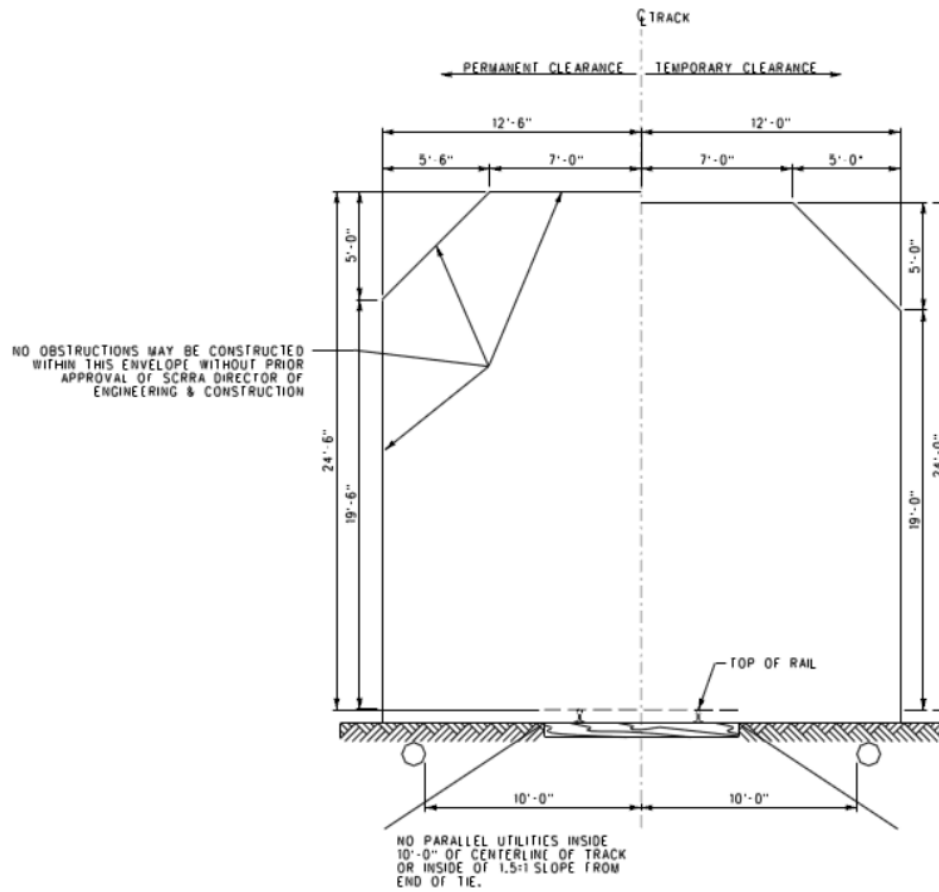 ℄ TRACK
PERMANENT CLEARANCE
TEMPORARY CLEARANCE
12'-6"
12'-0"
5'-6"
7'-0"
7'-0"
5'-0"
5'-0"
5'-0"
NO OBSTRUCTIONS MAY BE CONSTRUCTED
WITHIN THIS ENVELOPE WITHOUT PRIOR
APPROVAL OF SCRRA DIRECTOR OF
ENGINEERING & CONSTRUCTION
24'-6"
19'-6"
19'-0"
24'-0"
TOP OF RAIL
10'-0"
10'-0"
NO PARALLEL UTILITIES INSIDE
10'-0" OF CENTERLINE OF TRACK
OR INSIDE OF 1.5:1 SLOPE FROM
END OF TIE.